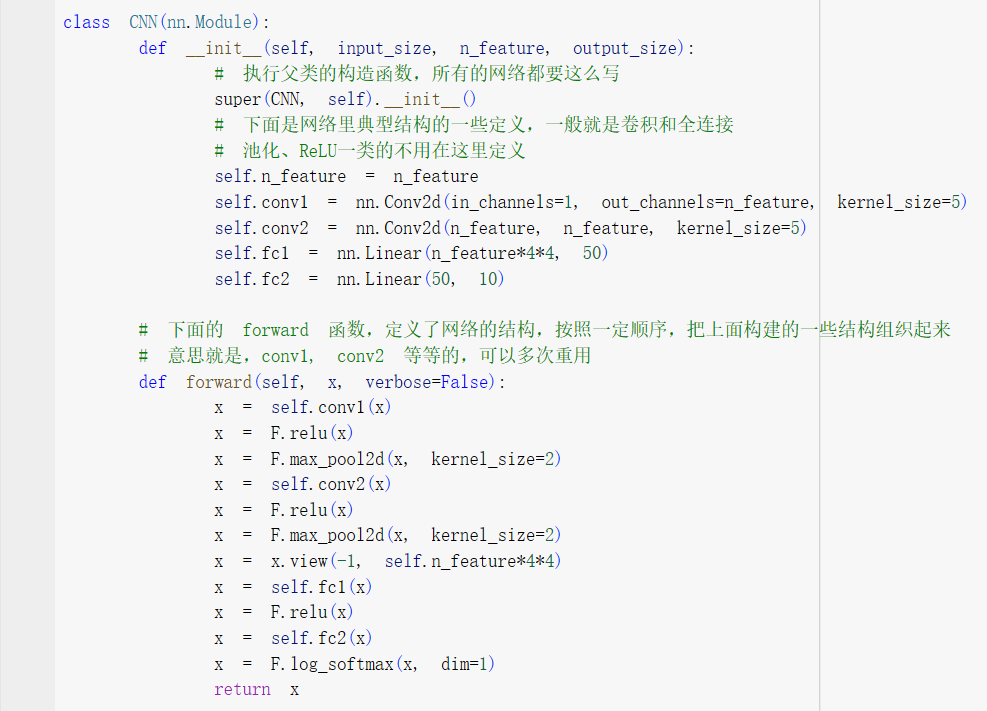 class CNN(nn.Module):
    def __init__(self, input_size, n_feature, output_size):
        # 执行父类的构造函数，所有的网络都要这么写
        super(CNN, self).__init__()
        # 下面是网络里典型结构的一些定义，一般就是卷积和全连接
        # 池化、ReLU一类的不用在这里定义
        self.n_feature = n_feature
        self.conv1 = nn.Conv2d(in_channels=1, out_channels=n_feature, kernel_size=5)
        self.conv2 = nn.Conv2d(n_feature, n_feature, kernel_size=5)
        self.fc1 = nn.Linear(n_feature*4*4, 50)
        self.fc2 = nn.Linear(50, 10)

    # 下面的 forward 函数，定义了网络的结构，按照一定顺序，把上面构建的一些结构组织起来
    # 意思就是，conv1, conv2 等等的，可以多次重用
    def forward(self, x, verbose=False):
        x = self.conv1(x)
        x = F.relu(x)
        x = F.max_pool2d(x, kernel_size=2)
        x = self.conv2(x)
        x = F.relu(x)
        x = F.max_pool2d(x, kernel_size=2)
        x = x.view(-1, self.n_feature*4*4)
        x = self.fc1(x)
        x = F.relu(x)
        x = self.fc2(x)
        x = F.log_softmax(x, dim=1)
        return x